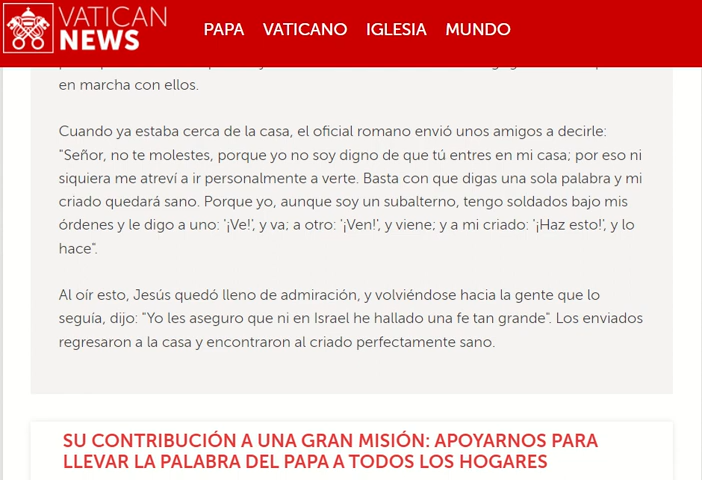 VATICAN
NEWS
PAPA VATICANO IGLESIA MUNDO
en marcha con ellos.
Cuando ya estaba cerca de la casa, el oficial romano envió unos amigos a decirle:
"Señor, no te molestes, porque yo no soy digno de que tú entres en mi casa; por eso ni
siquiera me atreví a ir personalmente a verte. Basta con que digas una sola palabra y mi
criado quedará sano. Porque yo, aunque soy un subalterno, tengo soldados bajo mis
órdenes y le digo a uno: '¡Ve!', y va; a otro: '¡Ven!', y viene; y a mi criado: '¡Haz esto!', y lo
hace".
Al oír esto, Jesús quedó lleno de admiración, y volviéndose hacia la gente que lo
seguía, dijo: "Yo les aseguro que ni en Israel he hallado una fe tan grande". Los enviados
regresaron a la casa y encontraron al criado perfectamente sano.
SU CONTRIBUCIÓN A UNA GRAN MISIÓN: APOYARNOS PARA
LLEVAR LA PALABRA DEL PAPA A TODOS LOS HOGARES